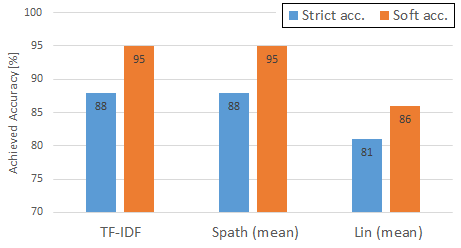 Strict acc. Soft acc.
Achieved Accuracy [%]
100
95
90
85
80
75
70
88
95
88
95
81
86
TF-IDF
Spath (mean)
Lin (mean)